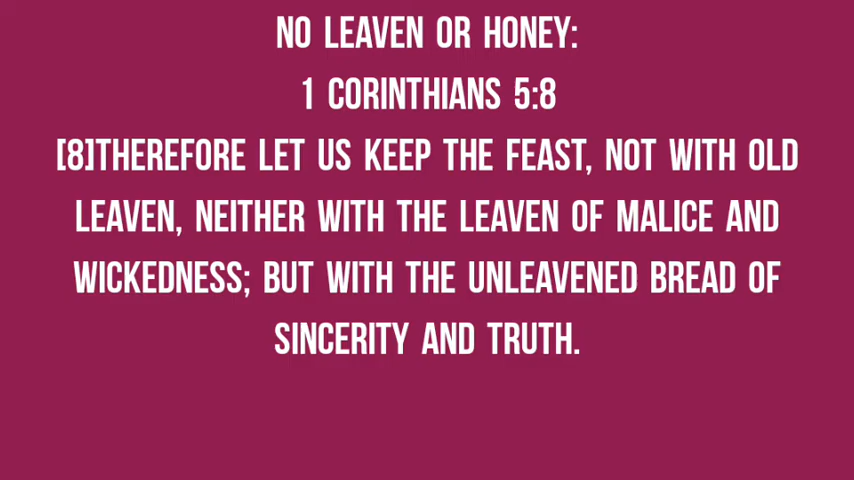 NO LEAVEN OR HONEY:
1 CORINTHIANS 5:8
[8]THEREFORE LET US KEEP THE FEAST, NOT WITH OLD
LEAVEN, NEITHER WITH THE LEAVEN OF MALICE AND
WICKEDNESS; BUT WITH THE UNLEAVENED BREAD OF
SINCERITY AND TRUTH.